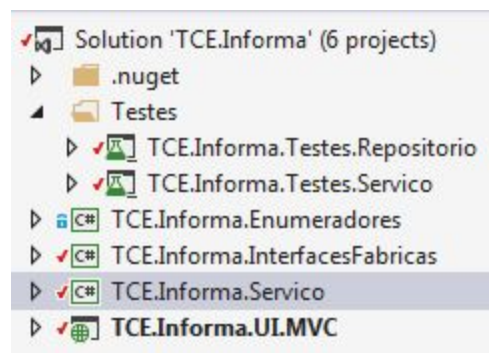 Solution 'TCE.Informa' (6 projects)
.nuget
Testes
TCE.Informa.Testes.Repositorio
TCE.Informa.Testes.Servico
C# TCE.Informa.Enumeradores
C# TCE.Informa.InterfacesFabricas
C# TCE.Informa.Servico
TCE.Informa.UI.MVC